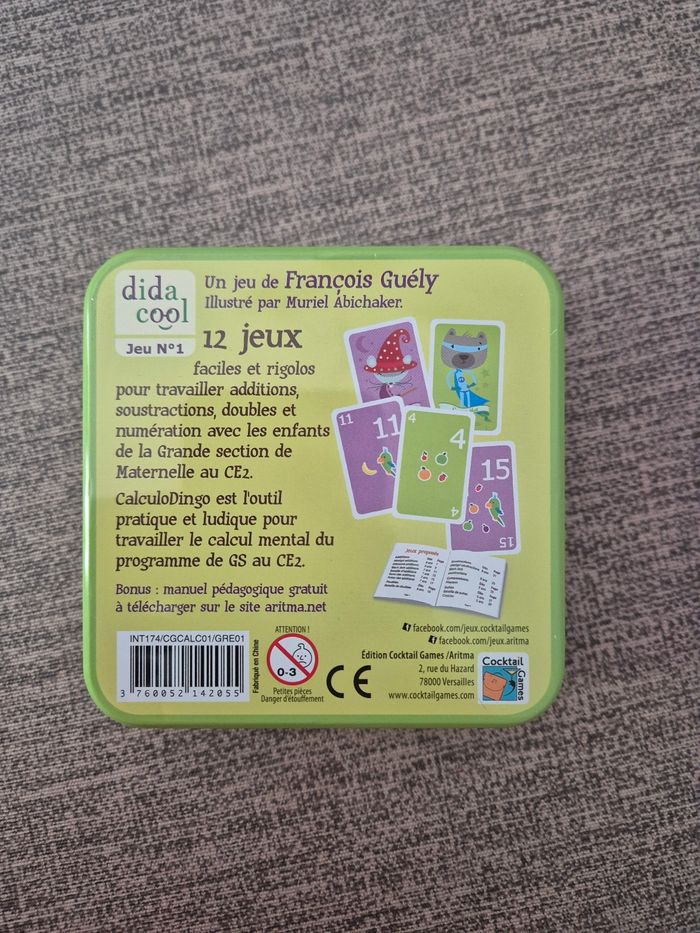 dida
cool
Jeu N°1
Un jeu de François Guély
Illustré par Muriel Abichaker.
12 jeux
faciles et rigolos
pour travailler additions,
soustractions, doubles et
numération avec les enfants
de la Grande section de
Maternelle au CE2.
CalculoDingo est l'outil
pratique et ludique pour
travailler le calcul mental du
programme de GS au CE2.
Bonus : manuel pédagogique gratuit
à télécharger sur le site aritma.net
11
11
4
4
4
15
15
Jeux proposés
facebook.com/jeux.cocktailgames
facebook.com/jeux.aritma
INT174/CGCALC01/GRE01
3 760052 142055
Fabriqué en Chine
ATTENTION !
0-3
Petites pièces
Danger d'étouffement
CE
Édition Cocktail Games /Aritma
2, rue du Hazard
78000 Versailles
www.cocktailgames.com
Cocktail
Games